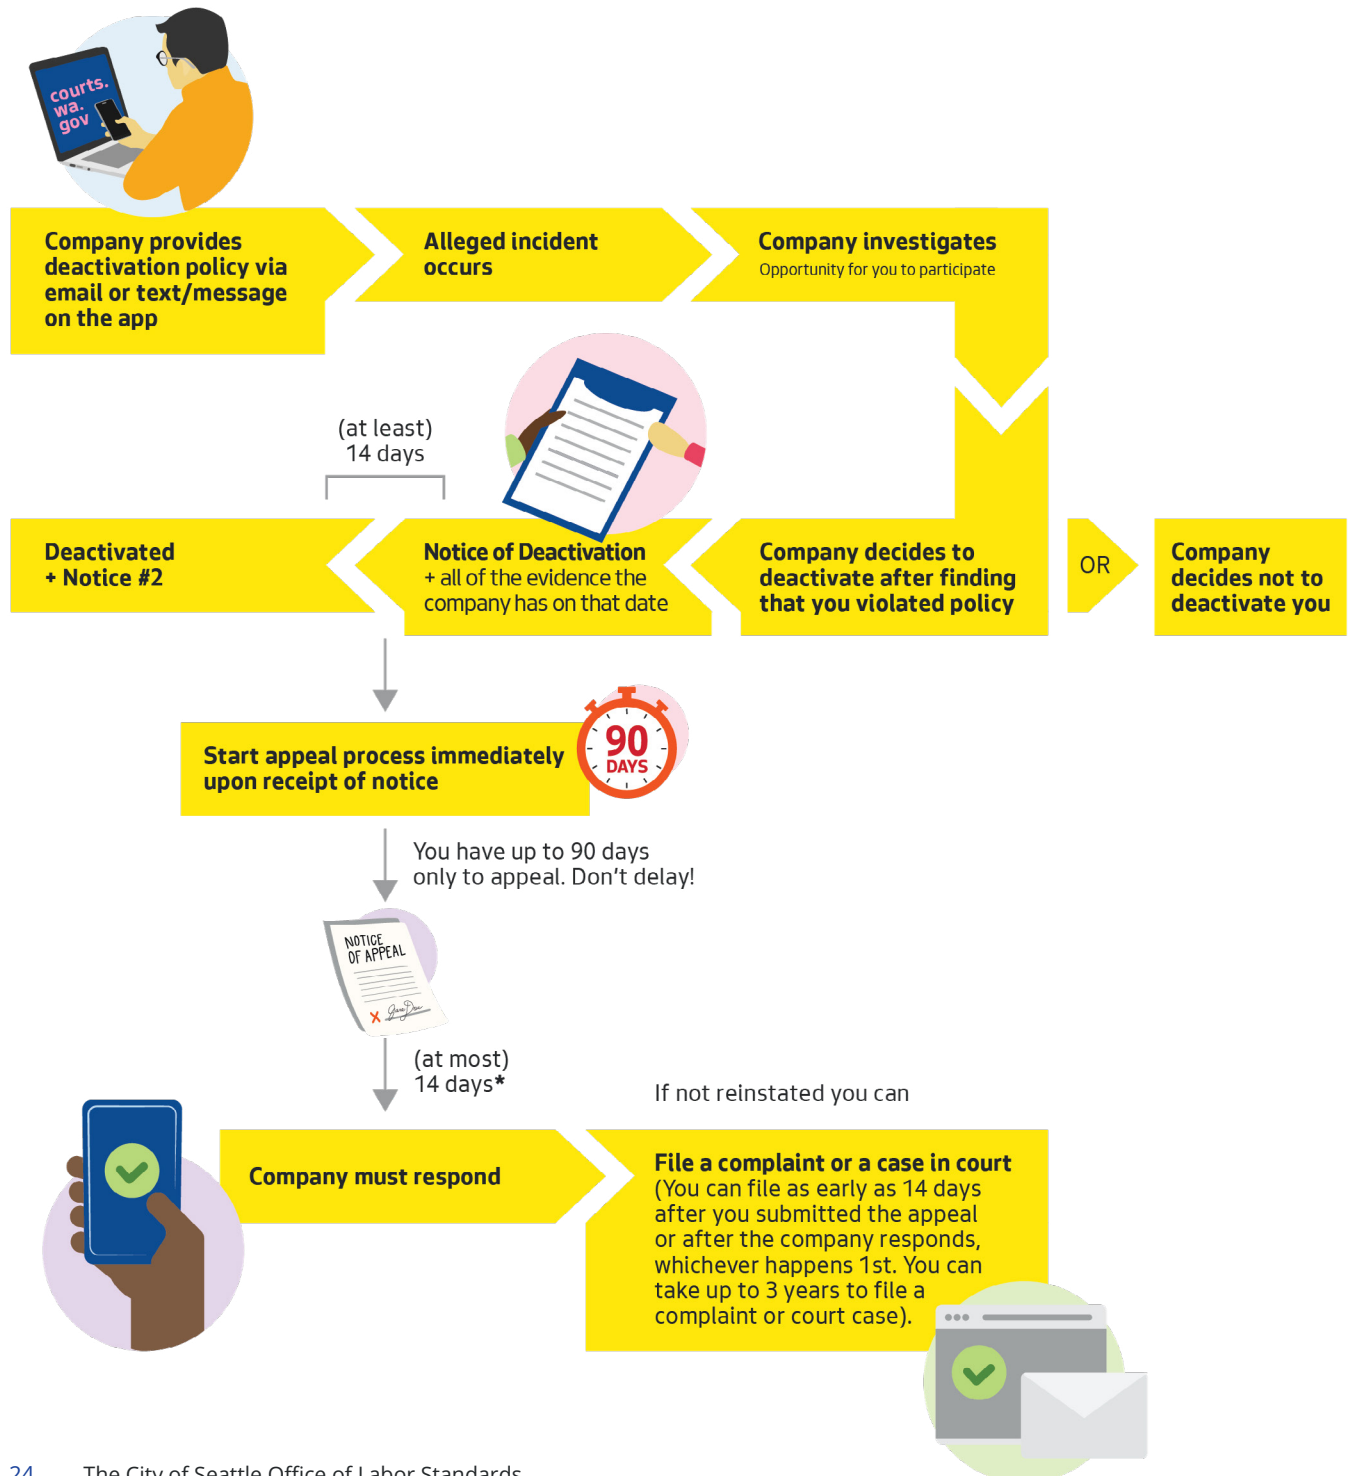 courts.
wa.
gov
Company provides
deactivation policy via
email or text/message
on the app
Alleged incident
occurs
Company investigates
Opportunity for you to participate
(at least)
14 days
Deactivated
+ Notice #2
Notice of Deactivation
+ all of the evidence the
company has on that date
Company decides to
deactivate after finding
that you violated policy
OR
Company
decides not to
deactivate you
Start appeal process immediately
upon receipt of notice
90
DAYS
You have up to 90 days
only to appeal. Don't delay!
NOTICE
OF APPEAL
X Jane Doe
(at most)
14 days*
Company must respond
If not reinstated you can
File a complaint or a case in court
(You can file as early as 14 days
after you submitted the appeal
or after the company responds,
whichever happens 1st. You can
take up to 3 years to file a
complaint or court case).
24 The City of Seattle Office of Labor Standards